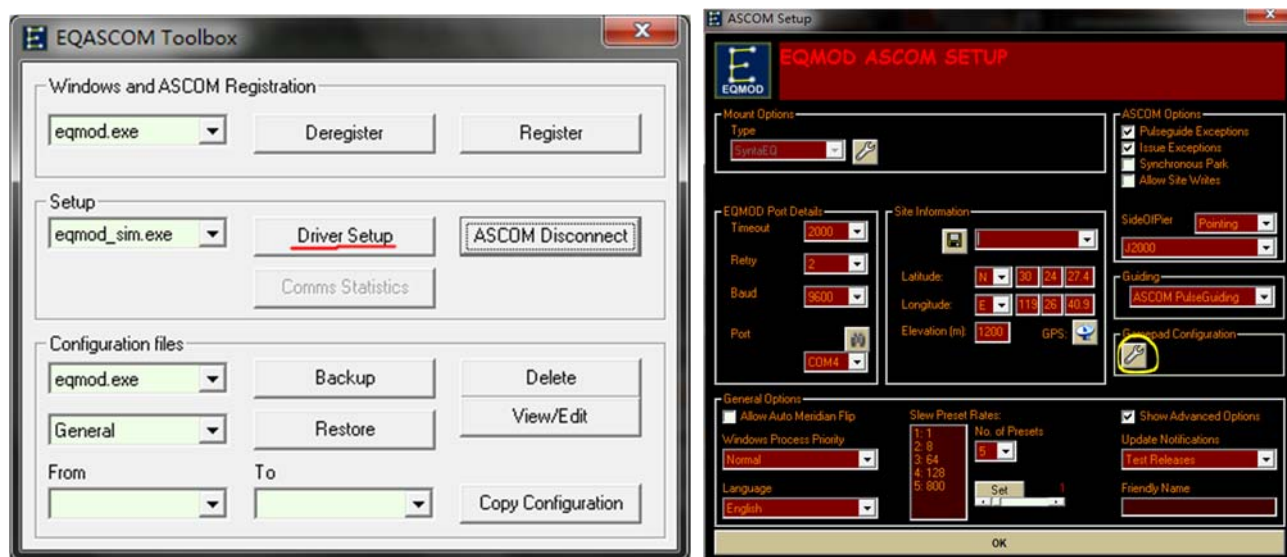 EQASCOM Toolbox
Windows and ASCOM Registration
eqmod.exe
Deregister
Register
Setup
eqmod_sim.exe
Driver Setup
ASCOM Disconnect
Comms Statistics
Configuration files
eqmod.exe
Backup
Delete
General
Restore
View/Edit
From
To
Copy Configuration
ASCOM Setup
EQMOD
EQMOD ASCOM SETUP
Mount Options
Type
SyntaEQ
ASCOM Options
Pulseguide Exceptions
Issue Exceptions
Synchronous Park
Allow Site Writes
SideOfPier
Pointing
J2000
EQMOD Port Details
Timeout
2000
Retry
2
Baud
9600
Port
COM4
Site Information
Latitude:
N 30 24 27.4
Longitude:
E 119 26 40.9
Elevation (m):
1200
GPS:
Guiding
ASCOM PulseGuiding
Gamepad Configuration
General Options
Allow Auto Meridian Flip
Windows Process Priority
Normal
Language
English
Slew Preset Rates:
1: 1
2: 8
3: 64
4: 128
5: 800
No. of Presets
5
Set
1
Show Advanced Options
Update Notifications
Test Releases
Friendly Name
OK